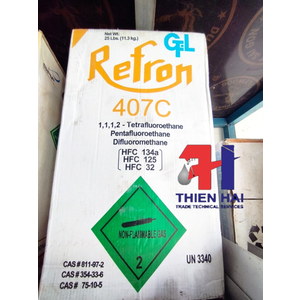 Net Wt.
25 Lbs. (11.3 kg.)
GFL
Refron
407C
1,1,1,2 - Tetrafluoroethane
Pentafluoroethane
Difluoromethane
HFC 134a
HFC 125
HFC 32
THIEN HAI
TRADE TECHNICAL SERVICES
NON-FLAMMABLE GAS
2
UN 3340
CAS # 811-97-2
CAS # 354-33-6
CAS # 75-10-5